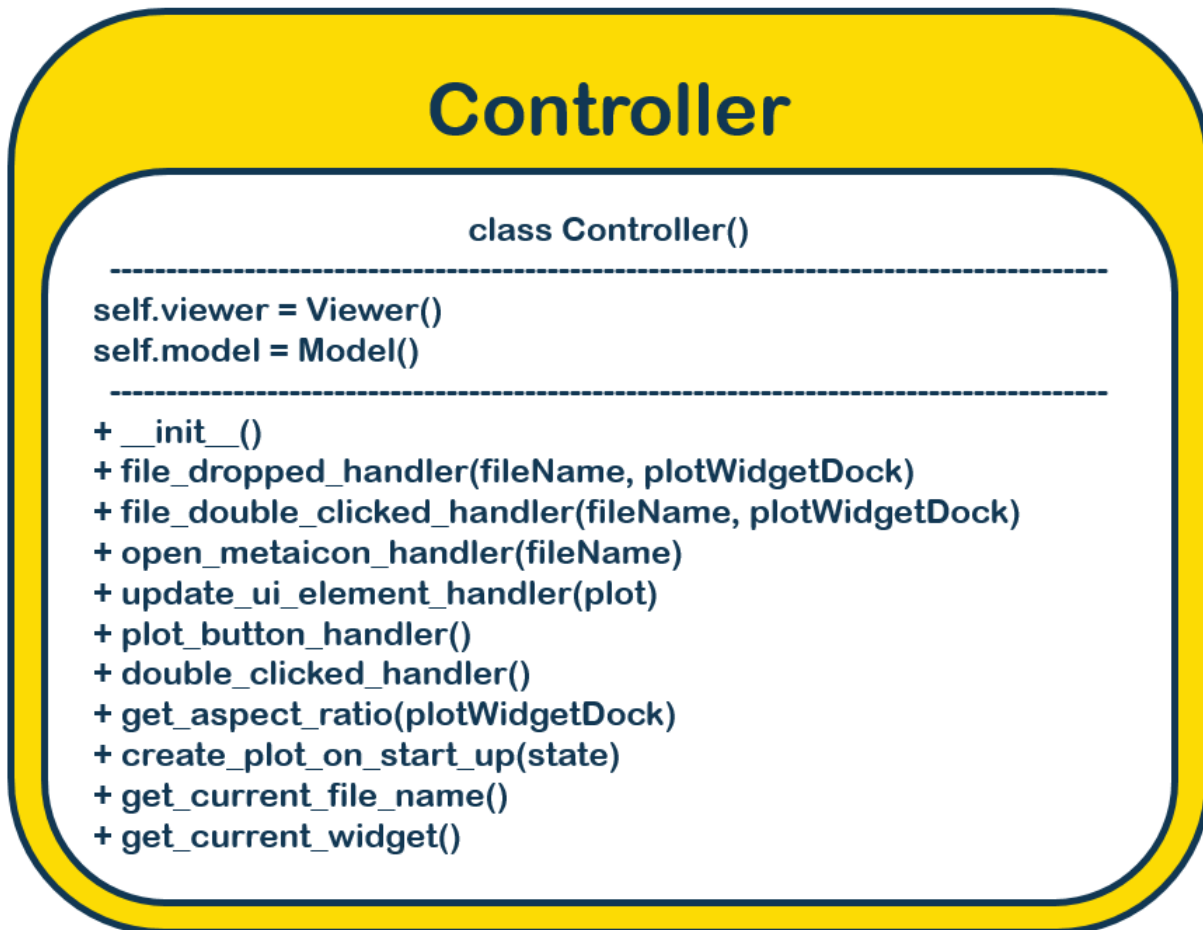 Controller
class Controller()
-----------------------------------------------------------------------------------------
self.viewer = Viewer()
self.model = Model()
-----------------------------------------------------------------------------------------
+ __init__()
+ file_dropped_handler(fileName, plotWidgetDock)
+ file_double_clicked_handler(fileName, plotWidgetDock)
+ open_metaicon_handler(fileName)
+ update_ui_element_handler(plot)
+ plot_button_handler()
+ double_clicked_handler()
+ get_aspect_ratio(plotWidgetDock)
+ create_plot_on_start_up(state)
+ get_current_file_name()
+ get_current_widget()